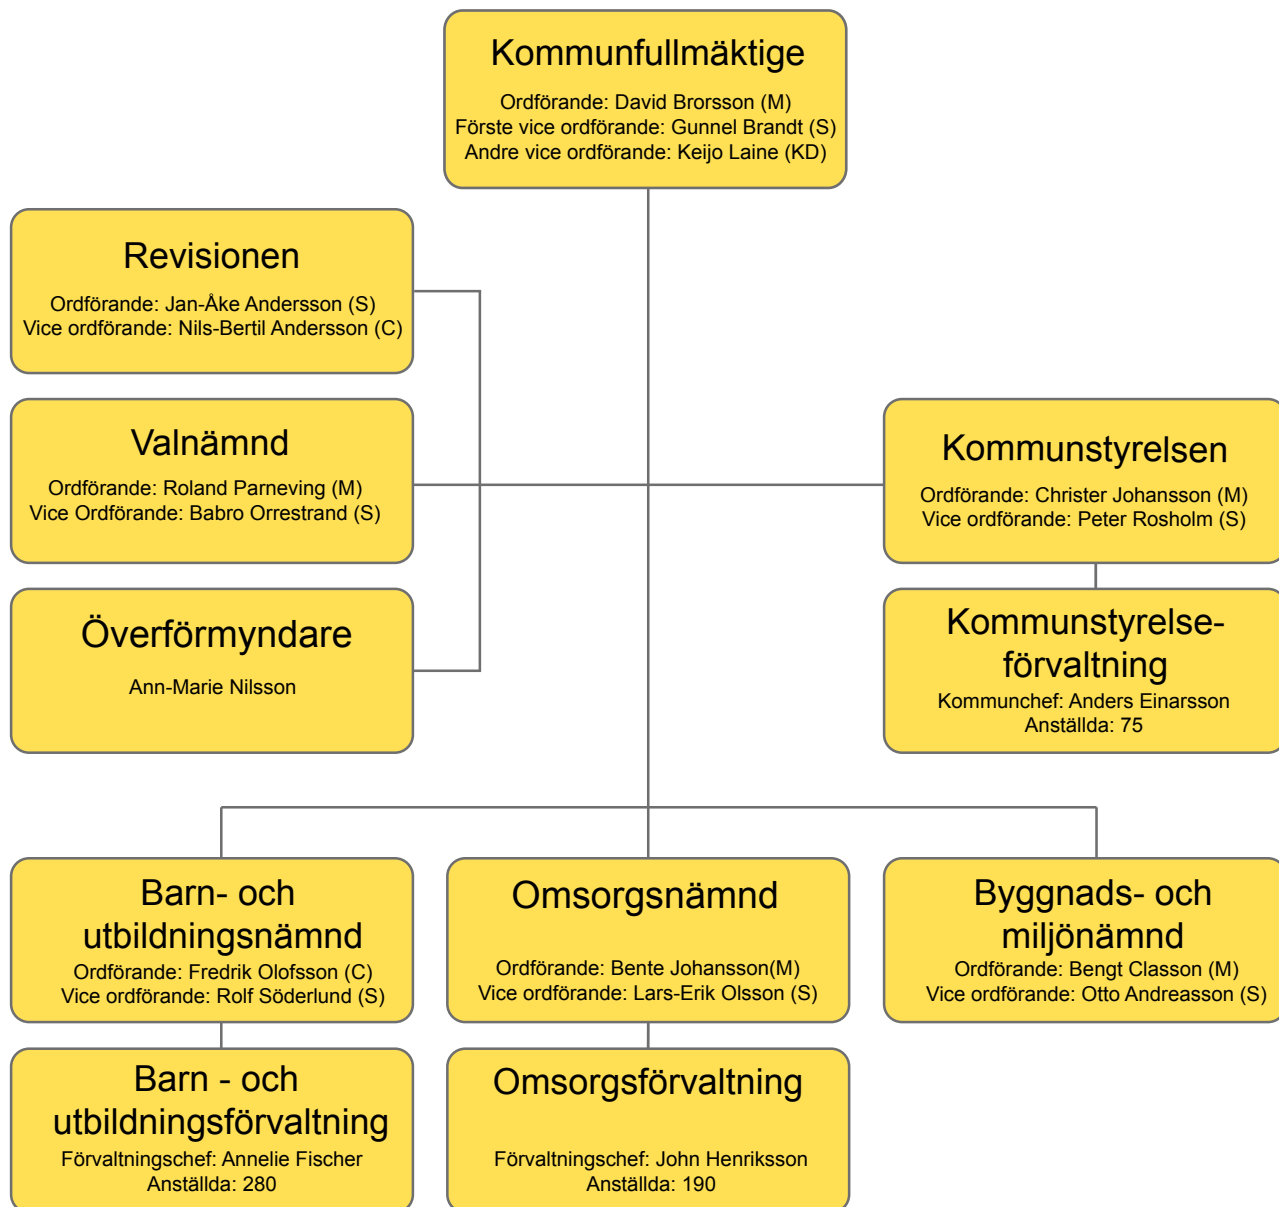 Kommunfullmäktige
Ordförande: David Brorsson (M)
Förste vice ordförande: Gunnel Brandt (S)
Andre vice ordförande: Keijo Laine (KD)
Revisionen
Ordförande: Jan-Åke Andersson (S)
Vice ordförande: Nils-Bertil Andersson (C)
Valnämnd
Ordförande: Roland Parneving (M)
Vice Ordförande: Babro Orrestrand (S)
Kommunstyrelsen
Ordförande: Christer Johansson (M)
Vice ordförande: Peter Rosholm (S)
Överförmyndare
Ann-Marie Nilsson
Kommunstyrelse-
förvaltning
Kommunchef: Anders Einarsson
Anställda: 75
Barn- och
utbildningsnämnd
Ordförande: Fredrik Olofsson (C)
Vice ordförande: Rolf Söderlund (S)
Omsorgsnämnd
Ordförande: Bente Johansson(M)
Vice ordförande: Lars-Erik Olsson (S)
Byggnads- och
miljönämnd
Ordförande: Bengt Classon (M)
Vice ordförande: Otto Andreasson (S)
Barn - och
utbildningsförvaltning
Förvaltningschef: Annelie Fischer
Anställda: 280
Omsorgsförvaltning
Förvaltningschef: John Henriksson
Anställda: 190